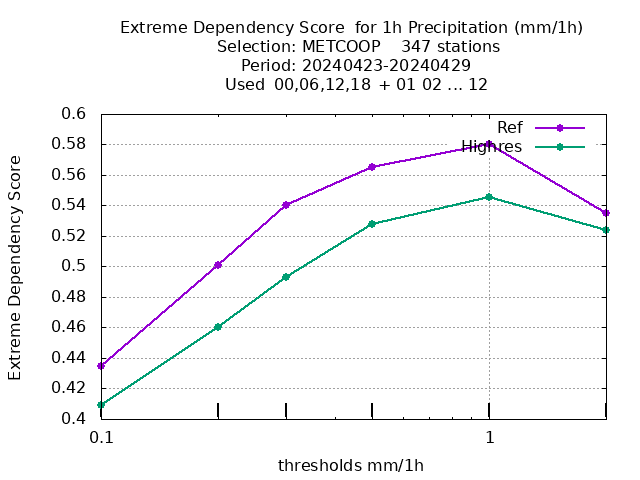 Extreme Dependency Score for 1h Precipitation (mm/1h)
Selection: METCOOP 347 stations
Period: 20240423-20240429
Used 00,06,12,18 + 01 02 ... 12
Ref
Highres
Extreme Dependency Score
0.6
0.58
0.56
0.54
0.52
0.5
0.48
0.46
0.44
0.42
0.4
0.1
1
thresholds mm/1h